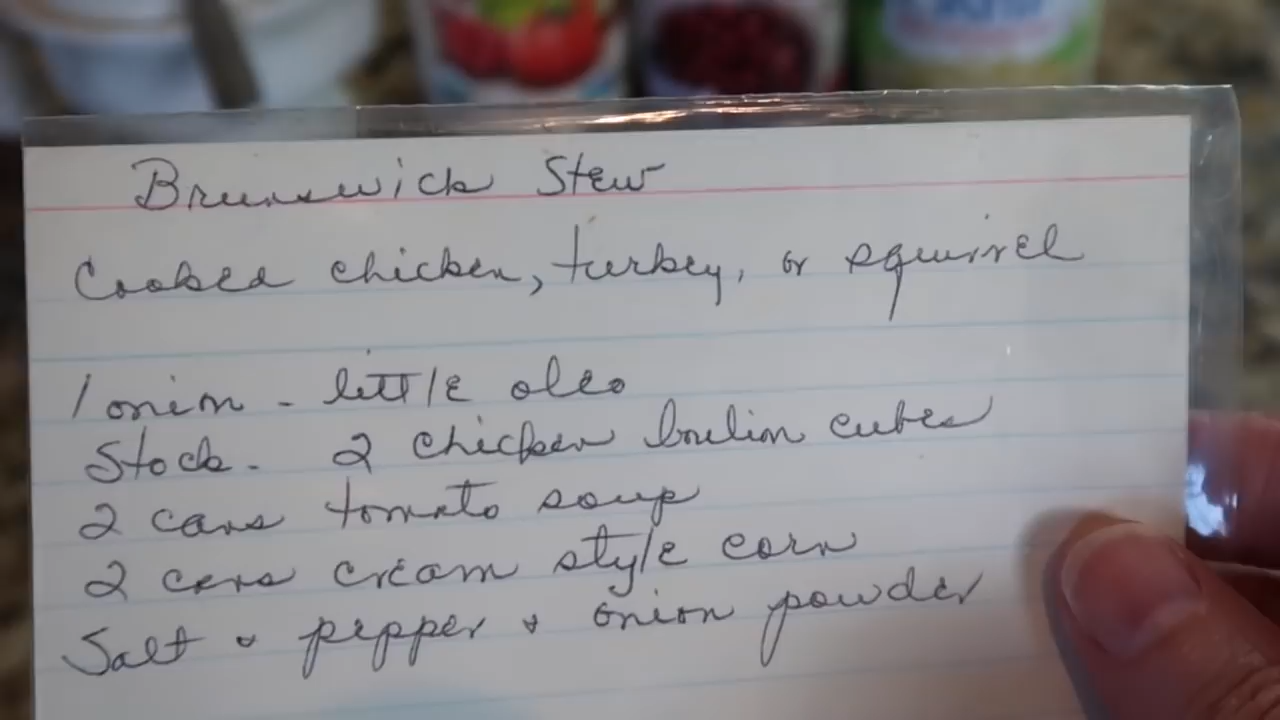 Brunswick Stew
Cooked chicken, turkey, or squirrel
1 onion - little oleo
Stock - 2 chicken boulion cubes
2 cans tomato soup
2 cans cream style corn
Salt & pepper & onion powder